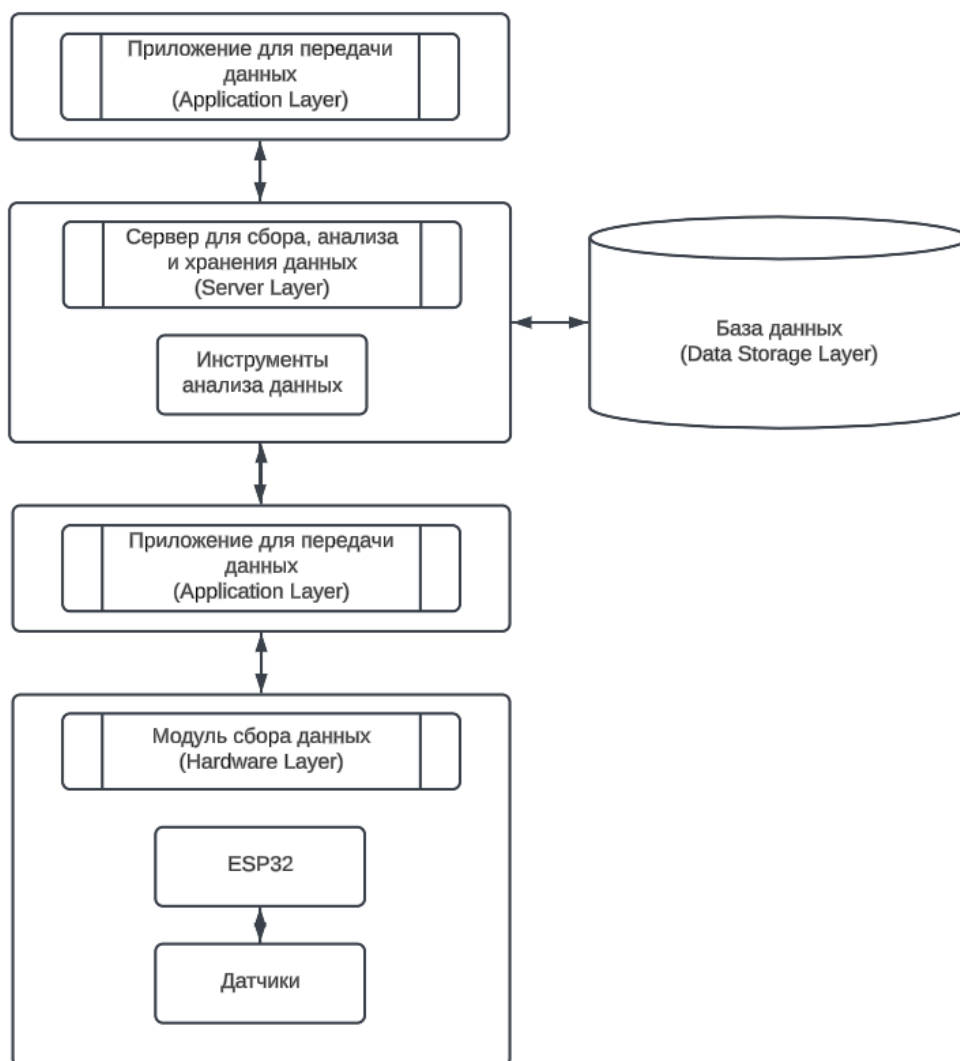 Приложение для передачи
данных
(Application Layer)
Сервер для сбора, анализа
и хранения данных
(Server Layer)
Инструменты
анализа данных
База данных
(Data Storage Layer)
Приложение для передачи
данных
(Application Layer)
Модуль сбора данных
(Hardware Layer)
ESP32
Датчики